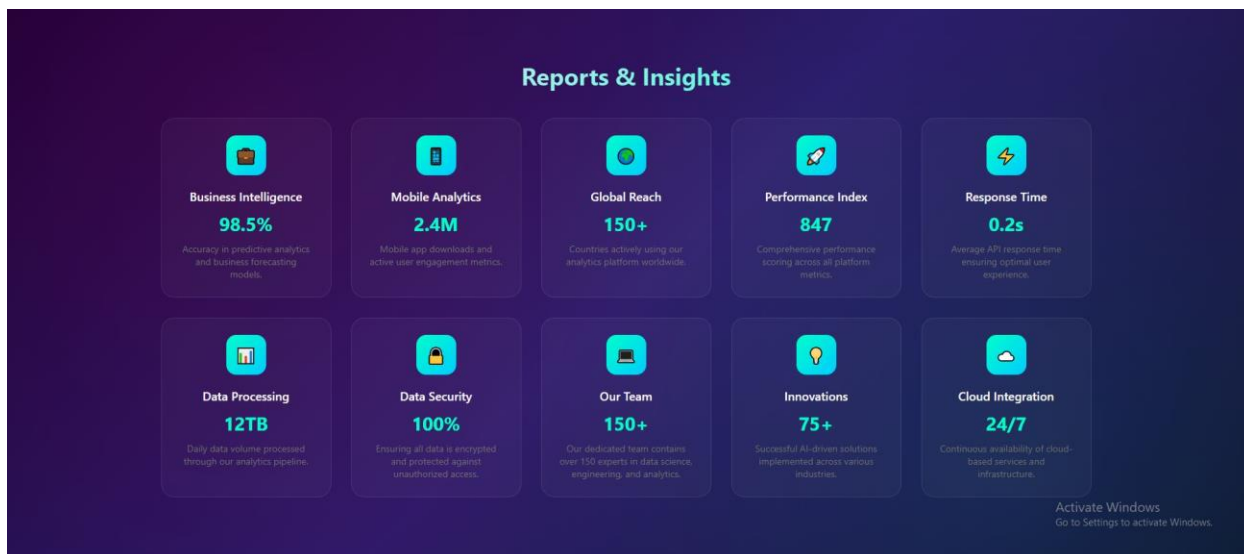 Reports & Insights
Business Intelligence
98.5%
Accuracy in predictive analytics
and business forecasting
models.
Mobile Analytics
2.4M
Mobile app downloads and
active user engagement metrics.
Global Reach
150+
Countries actively using our
analytics platform worldwide.
Performance Index
847
Comprehensive performance
scoring across all platform
metrics.
Response Time
0.2s
Average API response time
ensuring optimal user
experience.
Data Processing
12TB
Daily data volume processed
through our analytics pipeline.
Data Security
100%
Ensuring all data is encrypted
and protected against
unauthorized access.
Our Team
150+
Our dedicated team contains
over 150 experts in data science,
engineering, and analytics.
Innovations
75+
Successful AI-driven solutions
implemented across various
industries.
Cloud Integration
24/7
Continuous availability of cloud-
based services and
infrastructure.
Activate Windows
Go to Settings to activate Windows.